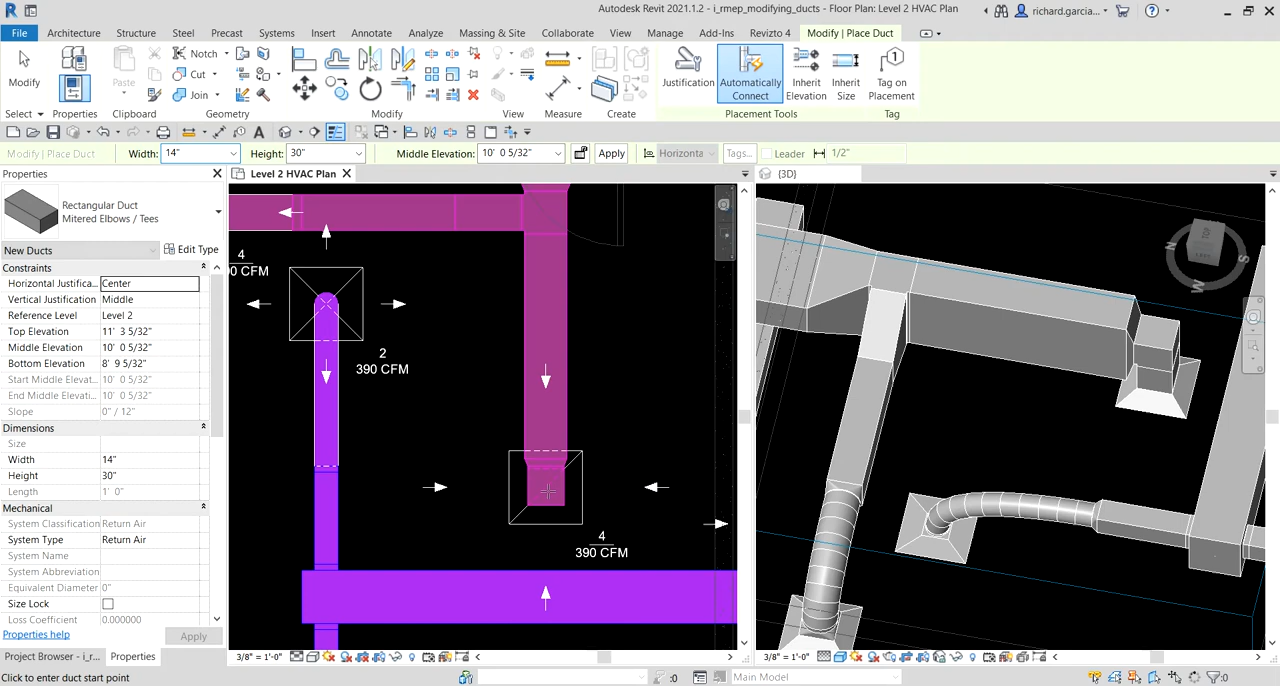 Autodesk Revit 2021.1.2 - i_rmep_modifying_ducts - Floor Plan: Level 2 HVAC Plan
richard.garcia...
File
Architecture
Structure
Steel
Precast
Systems
Insert
Annotate
Analyze
Massing & Site
Collaborate
View
Manage
Add-Ins
Revizto 4
Modify | Place Duct
Modify
Paste
Notch
Cut
Join
Justification
Automatically
Connect
Inherit
Elevation
Inherit
Size
Tag on
Placement
Select
Properties
Clipboard
Geometry
Modify
View
Measure
Create
Placement Tools
Tag
Modify | Place Duct
Width: 14"
Height: 30"
Middle Elevation: 10' 0 5/32"
Apply
Horizonta
Tags...
Leader
1/2"
Properties
Rectangular Duct
Mitered Elbows / Tees
New Ducts
Edit Type
Constraints
Horizontal Justifica... Center
Vertical Justification Middle
Reference Level Level 2
Top Elevation 11' 3 5/32"
Middle Elevation 10' 0 5/32"
Bottom Elevation 8' 9 5/32"
Start Middle Elevat... 10' 0 5/32"
End Middle Elevat... 10' 0 5/32"
Slope 0" / 12"
Dimensions
Size
Width 14"
Height 30"
Length 1' 0"
Mechanical
System Classification Return Air
System Type Return Air
System Name
System Abbreviation
Equivalent Diameter 0"
Size Lock
Loss Coefficient 0.000000
Properties help
Apply
Project Browser - i_r...
Properties
Level 2 HVAC Plan
4
0 CFM
2
390 CFM
4
390 CFM
3/8" = 1'-0"
{3D}
TOP
N
S
W
3/8" = 1'-0"
Click to enter duct start point
:0
Main Model
:0